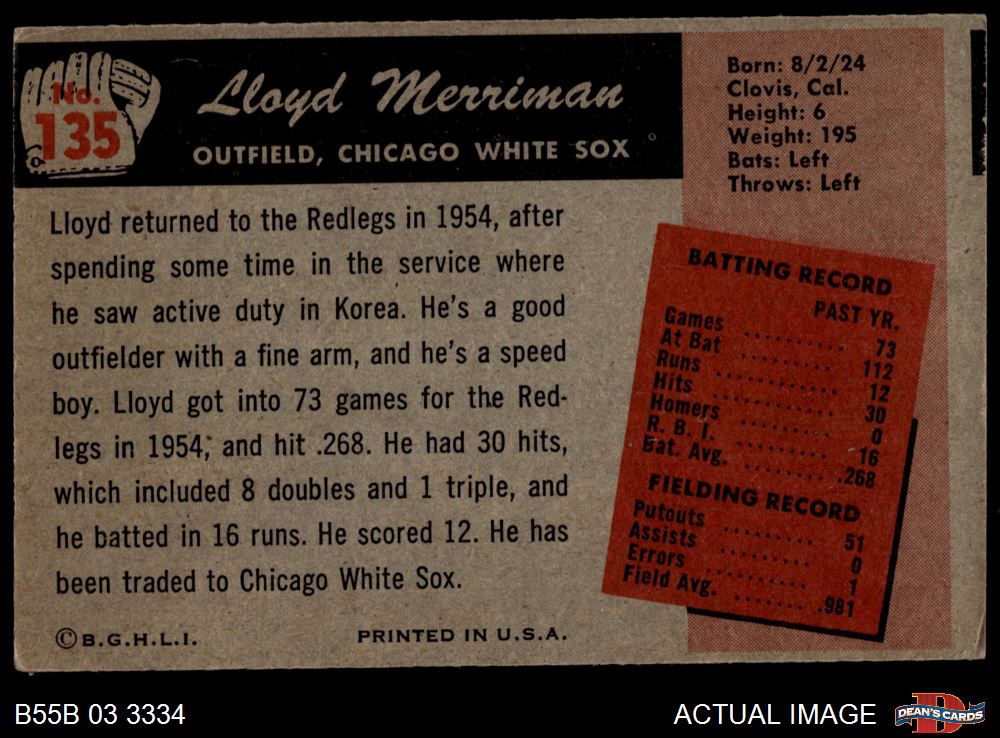 No.
135
Lloyd Merriman
OUTFIELD, CHICAGO WHITE SOX
Born: 8/2/24
Clovis, Cal.
Height: 6
Weight: 195
Bats: Left
Throws: Left
Lloyd returned to the Redlegs in 1954, after
spending some time in the service where
he saw active duty in Korea. He's a good
outfielder with a fine arm, and he's a speed
boy. Lloyd got into 73 games for the Red-
legs in 1954, and hit .268. He had 30 hits,
which included 8 doubles and 1 triple, and
he batted in 16 runs. He scored 12. He has
been traded to Chicago White Sox.
BATTING RECORD
PAST YR.
Games .......... 73
At Bat .......... 112
Runs .......... 12
Hits .......... 30
Homers .......... 0
R. B. I. .......... 16
Bat. Avg. .......... .268
FIELDING RECORD
Putouts .......... 51
Assists .......... 0
Errors .......... 1
Field Avg. ....... .981
© B.G.H.L.I.
PRINTED IN U.S.A.
B55B 03 3334
ACTUAL IMAGE
DEAN'S CARDS